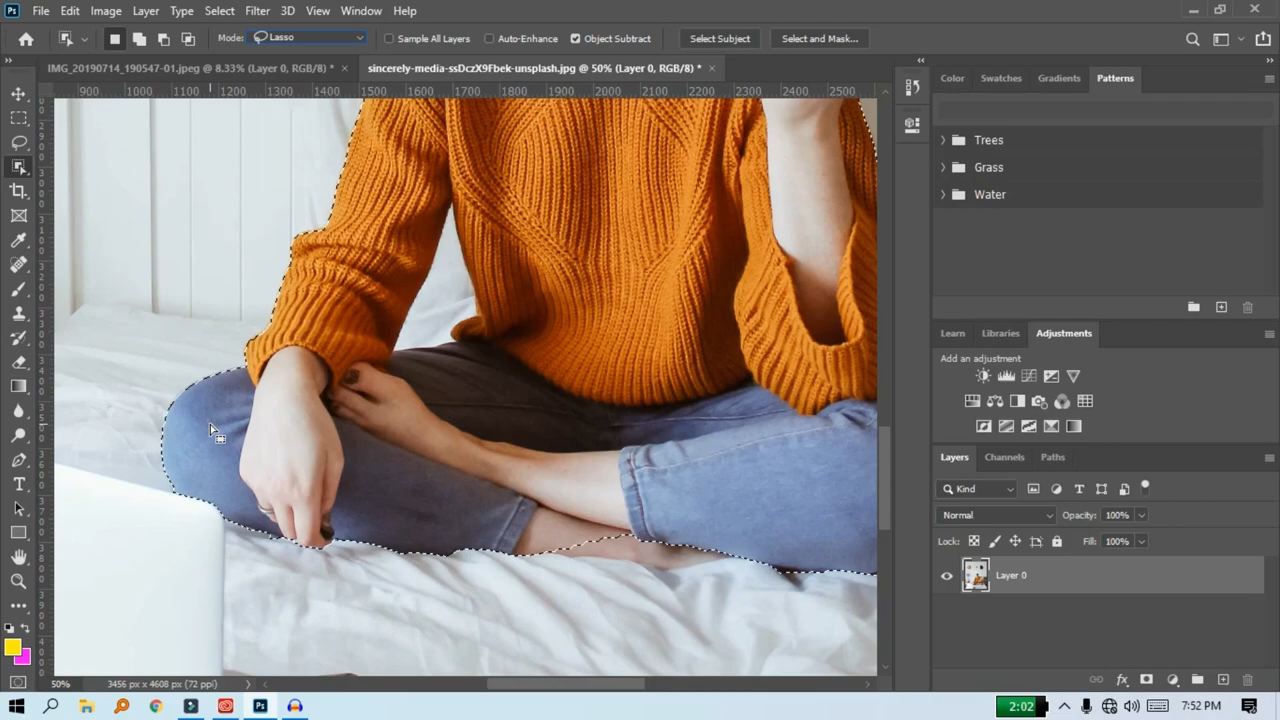 Ps File Edit Image Layer Type Select Filter 3D View Window Help
Mode: Lasso Sample All Layers Auto-Enhance Object Subtract Select Subject Select and Mask...
IMG_20190714_190547-01.jpeg @ 8.33% (Layer 0, RGB/8) * sincerely-media-ssDczX9Fbek-unsplash.jpg @ 50% (Layer 0, RGB/8) *
900 1000 1100 1200 1300 1400 1500 1600 1700 1800 1900 2000 2100 2200 2300 2400 2500
Color Swatches Gradients Patterns
Trees
Grass
Water
Learn Libraries Adjustments
Add an adjustment
Layers Channels Paths
Kind
Normal Opacity: 100%
Lock: Fill: 100%
Layer 0
50% 3456 px x 4608 px (72 ppi)
Ps 2:02 7:52 PM